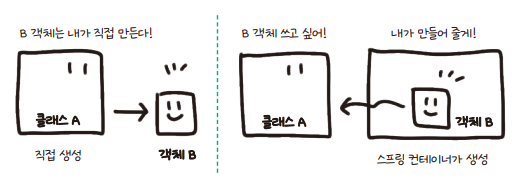 B 객체는 내가 직접 만든다!
클래스 A
직접 생성
객체 B
B 객체 쓰고 싶어!
내가 만들어 줄게!
클래스 A
객체 B
스프링 컨테이너가 생성